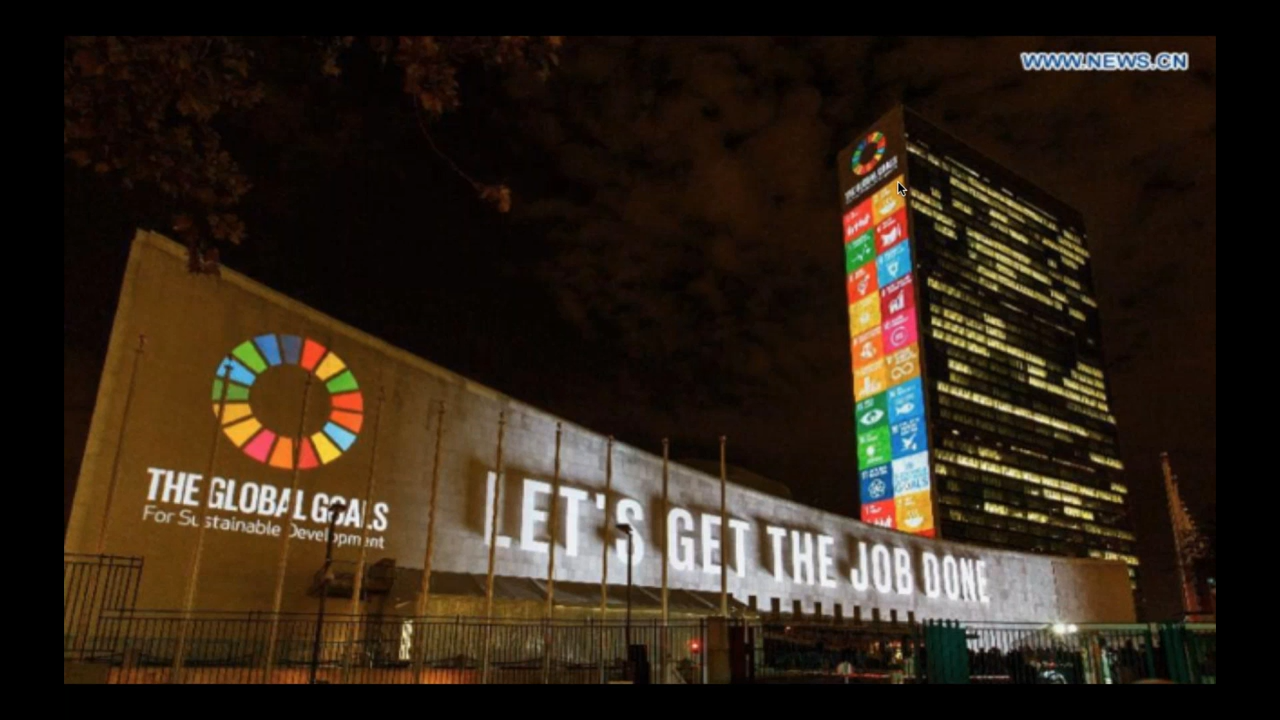 WWW.NEWS.CN
THE GLOBAL GOALS
THE GLOBAL GOALS
For Sustainable Development
LET'S GET THE JOB DONE